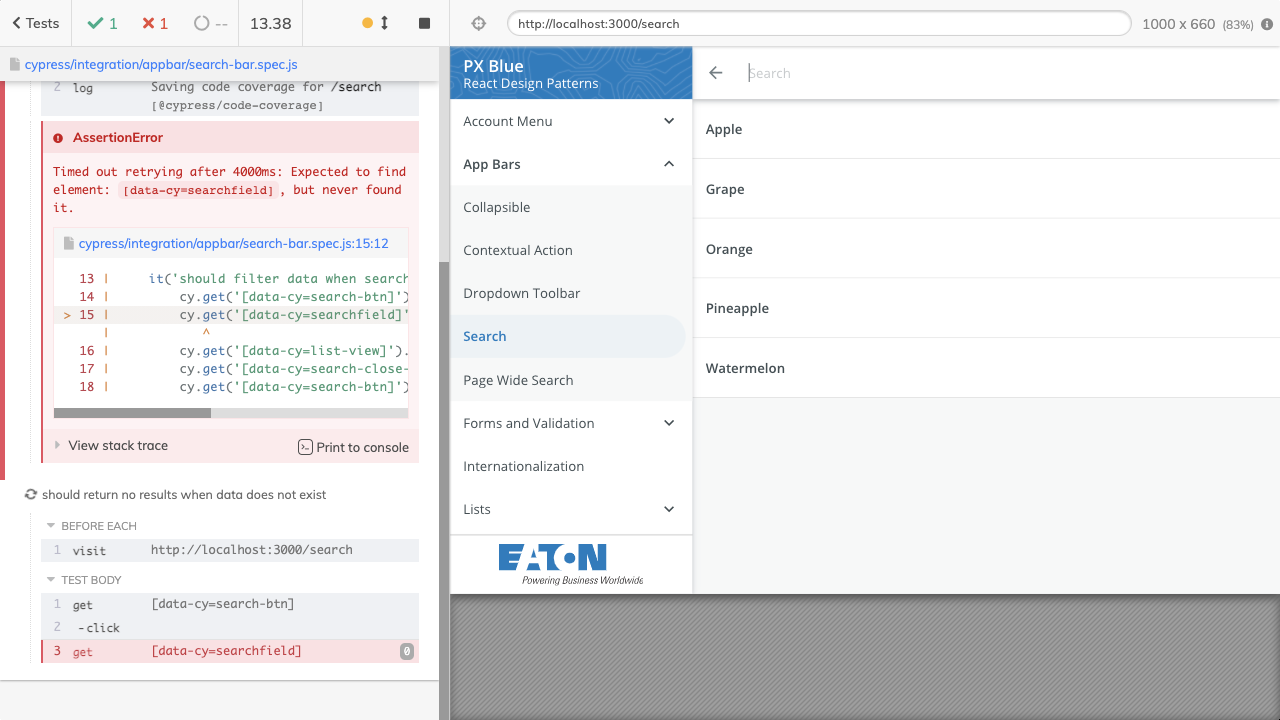 Tests
1
1
--
13.38
cypress/integration/appbar/search-bar.spec.js
2 log Saving code coverage for /search
[@cypress/code-coverage]
AssertionError
Timed out retrying after 4000ms: Expected to find
element: [data-cy=searchfield], but never found
it.
cypress/integration/appbar/search-bar.spec.js:15:12
13 | it('should filter data when search
14 | cy.get('[data-cy=search-btn]')
> 15 | cy.get('[data-cy=searchfield]'
| ^
16 | cy.get('[data-cy=list-view]').
17 | cy.get('[data-cy=search-close-
18 | cy.get('[data-cy=search-btn]')
View stack trace
Print to console
should return no results when data does not exist
BEFORE EACH
1 visit http://localhost:3000/search
TEST BODY
1 get [data-cy=search-btn]
2 -click
3 get [data-cy=searchfield] 0
http://localhost:3000/search
1000 x 660 (83%)
PX Blue
React Design Patterns
Account Menu
App Bars
Collapsible
Contextual Action
Dropdown Toolbar
Search
Page Wide Search
Forms and Validation
Internationalization
Lists
EATON
Powering Business Worldwide
Search
Apple
Grape
Orange
Pineapple
Watermelon